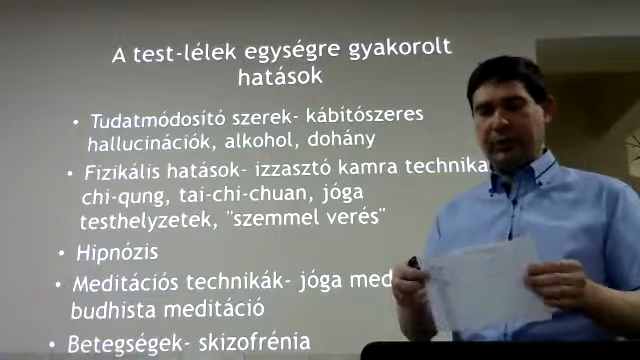 A test-lélek egységre gyakorolt
hatások
• Tudatmódosító szerek- kábítószeres
hallucinációk, alkohol, dohány
• Fizikális hatások- izzasztó kamra technika
chi-qung, tai-chi-chuan, jóga
testhelyzetek, "szemmel verés"
• Hipnózis
• Meditációs technikák- jóga med
budhista meditáció
• Betegségek- skizofrénia